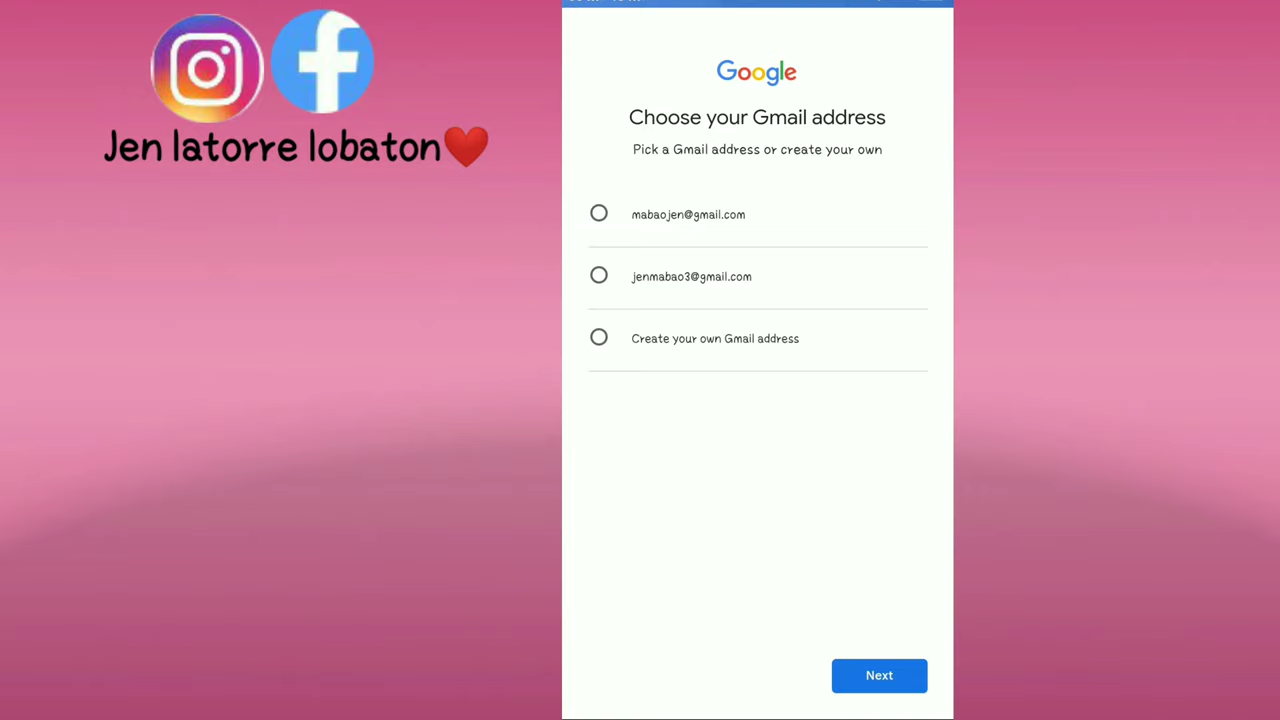 Jen latorre lobaton❤️
Google
Choose your Gmail address
Pick a Gmail address or create your own
mabaojen@gmail.com
jenmabao3@gmail.com
Create your own Gmail address
Next